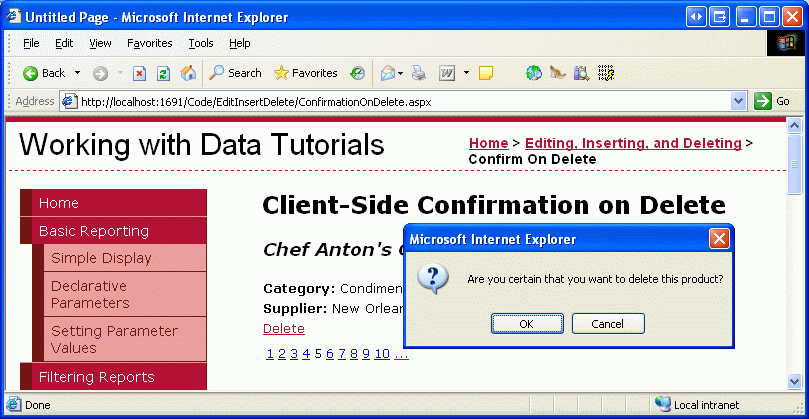 Untitled Page - Microsoft Internet Explorer
File Edit View Favorites Tools Help
Back Search Favorites
Address http://localhost:1691/Code/EditInsertDelete/ConfirmationOnDelete.aspx Go
Working with Data Tutorials
Home > Editing, Inserting, and Deleting >
Confirm On Delete
Home
Basic Reporting
Simple Display
Declarative
Parameters
Setting Parameter
Values
Filtering Reports
Client-Side Confirmation on Delete
Chef Anton's
Category:
Supplier: New
Delete
1 2 3 4 5 6 7 8 9 10 ...
Microsoft Internet Explorer
Are you certain that you want to delete this product?
OK Cancel
Done Local intranet